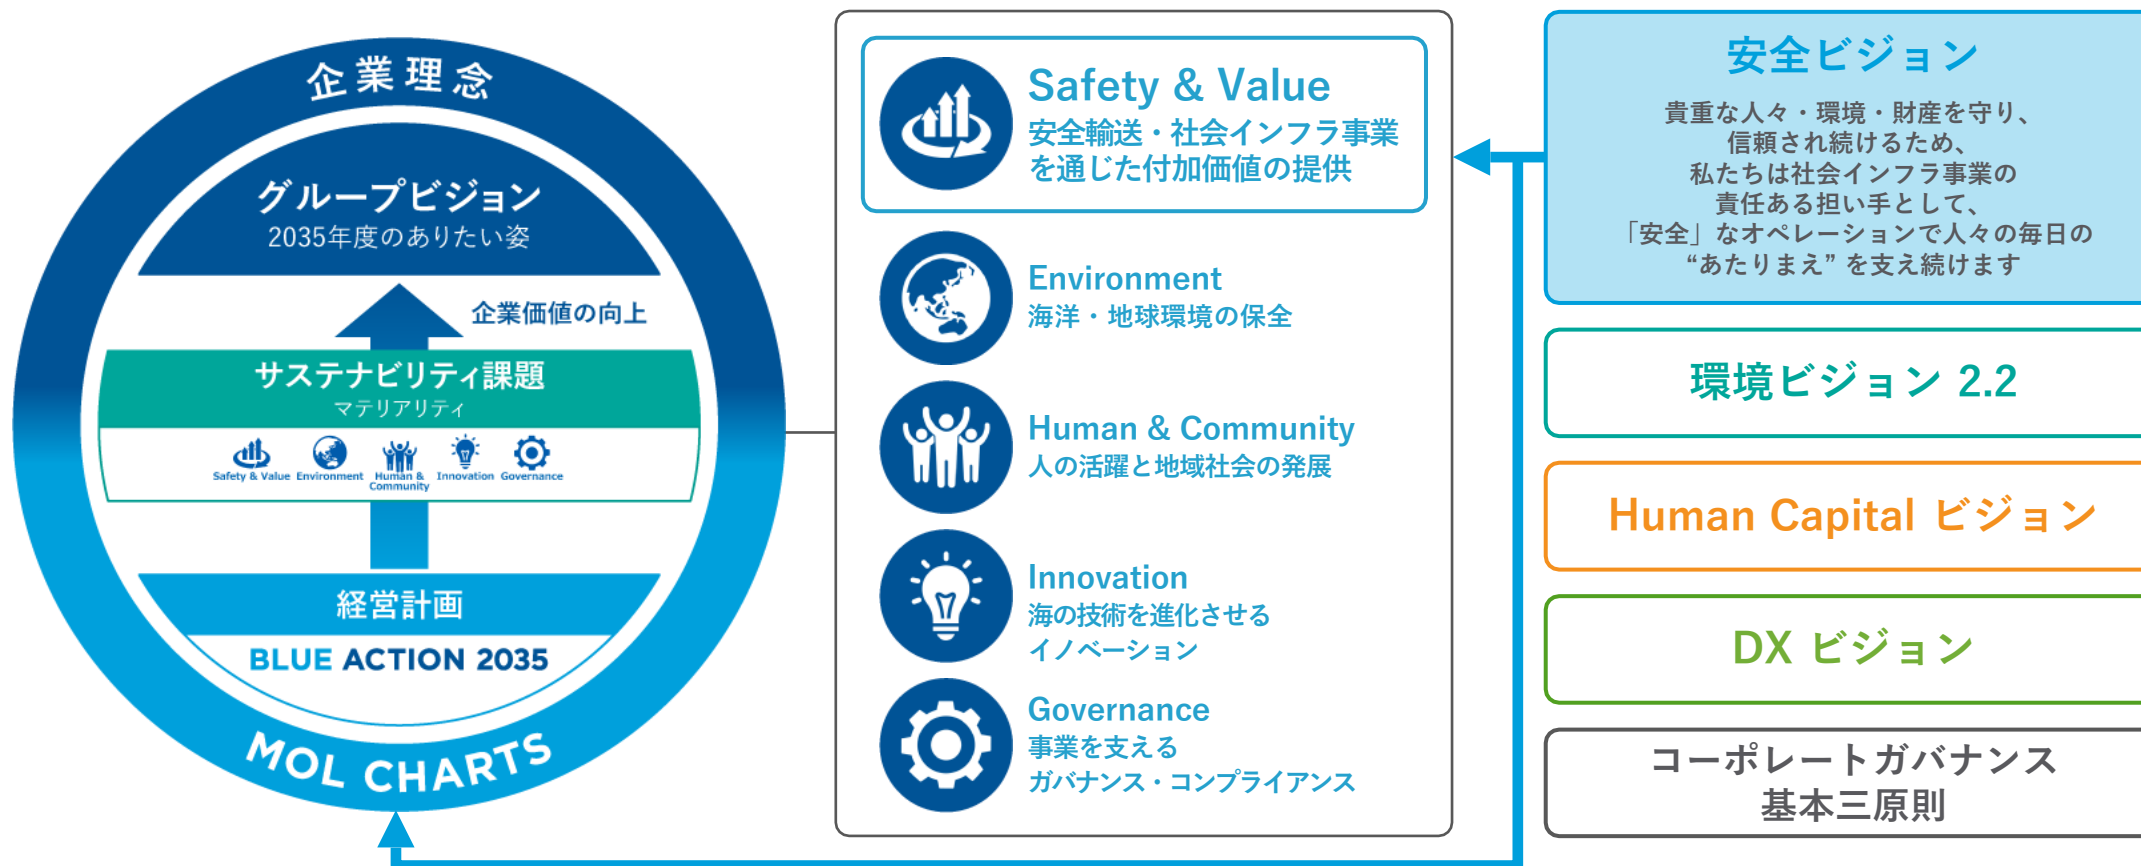 企業理念
グループビジョン
2035年度のありたい姿
企業価値の向上
サステナビリティ課題
マテリアリティ
Safety & Value
Environment
Human &
Community
Innovation
Governance
経営計画
BLUE ACTION 2035
MOL CHARTS
Safety & Value
安全輸送・社会インフラ事業
を通じた付加価値の提供
Environment
海洋・地球環境の保全
Human & Community
人の活躍と地域社会の発展
Innovation
海の技術を進化させる
イノベーション
Governance
事業を支える
ガバナンス・コンプライアンス
安全ビジョン
貴重な人々・環境・財産を守り、
信頼され続けるため、
私たちは社会インフラ事業の
責任ある担い手として、
「安全」なオペレーションで人々の毎日の
“あたりまえ” を支え続けます
環境ビジョン 2.2
Human Capital ビジョン
DX ビジョン
コーポレートガバナンス
基本三原則